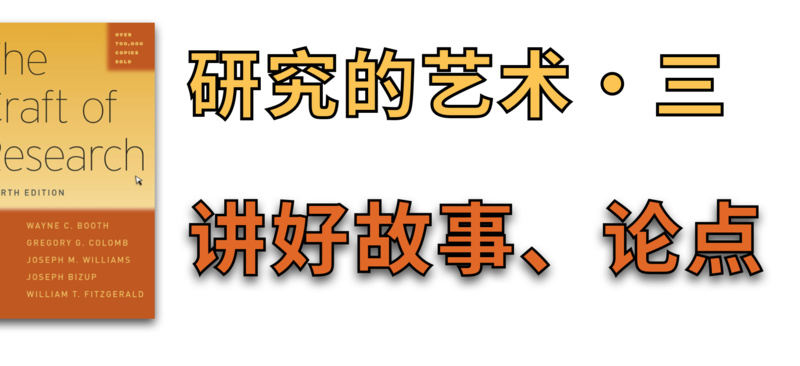 OVER
700,000
COPIES
SOLD
he
raft of
Research
RTH EDITION
WAYNE C. BOOTH
GREGORY G. COLOMB
JOSEPH M. WILLIAMS
JOSEPH BIZUP
WILLIAM T. FITZGERALD
研究的艺术·三
讲好故事、论点